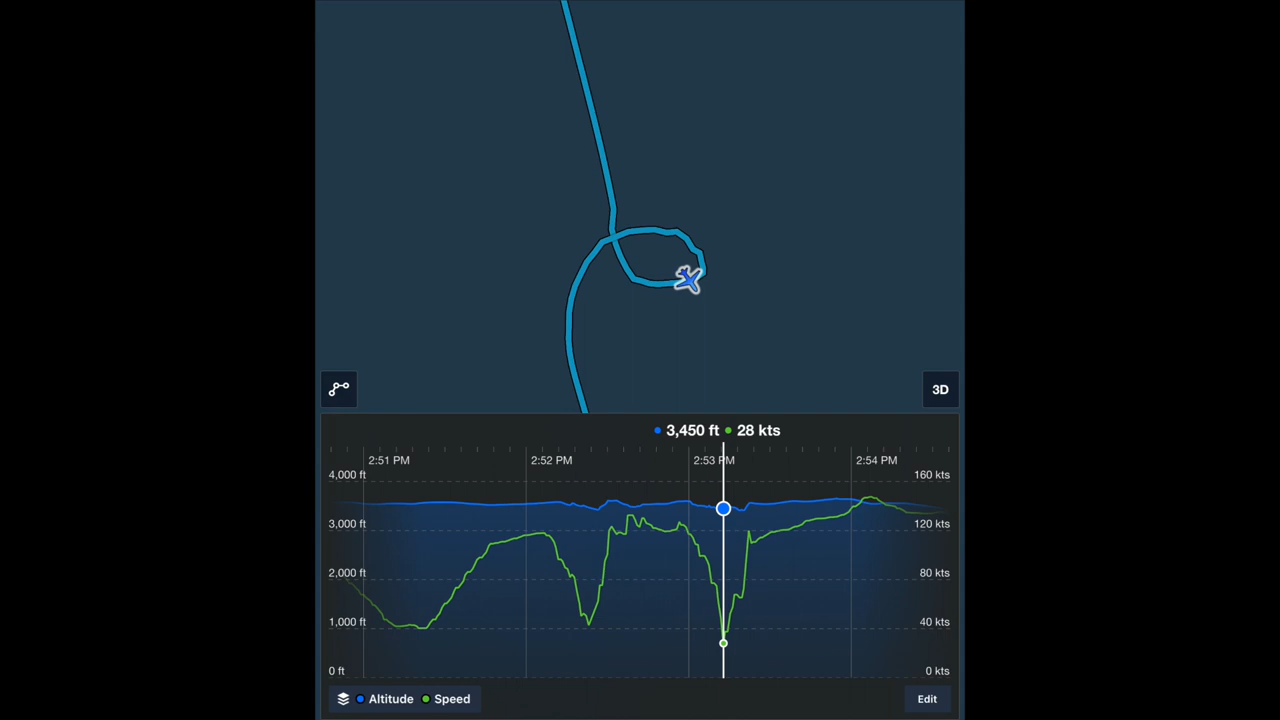 3D
3,450 ft 28 kts
2:51 PM 2:52 PM 2:53 PM 2:54 PM
4,000 ft 160 kts
3,000 ft 120 kts
2,000 ft 80 kts
1,000 ft 40 kts
0 ft 0 kts
Altitude Speed Edit